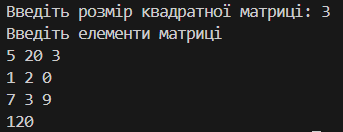 Введіть розмір квадратної матриці: 3
Введіть елементи матриці
5 20 3
1 2 0
7 3 9
120